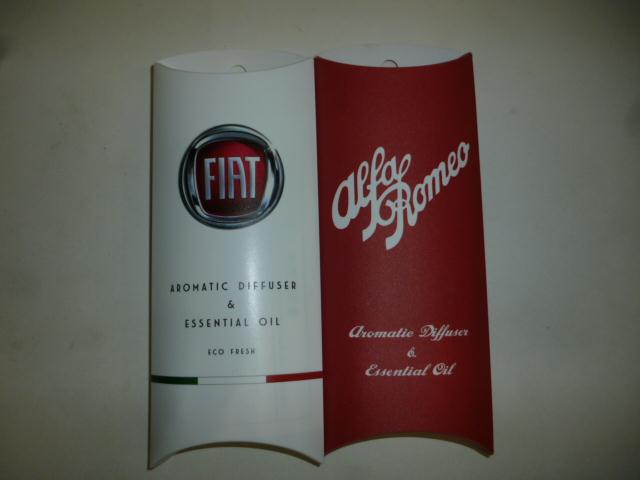 FIAT
AROMATIC DIFFUSER
&
ESSENTIAL OIL
ECO FRESH
Alfa Romeo
Aromatic Diffuser
&
Essential Oil